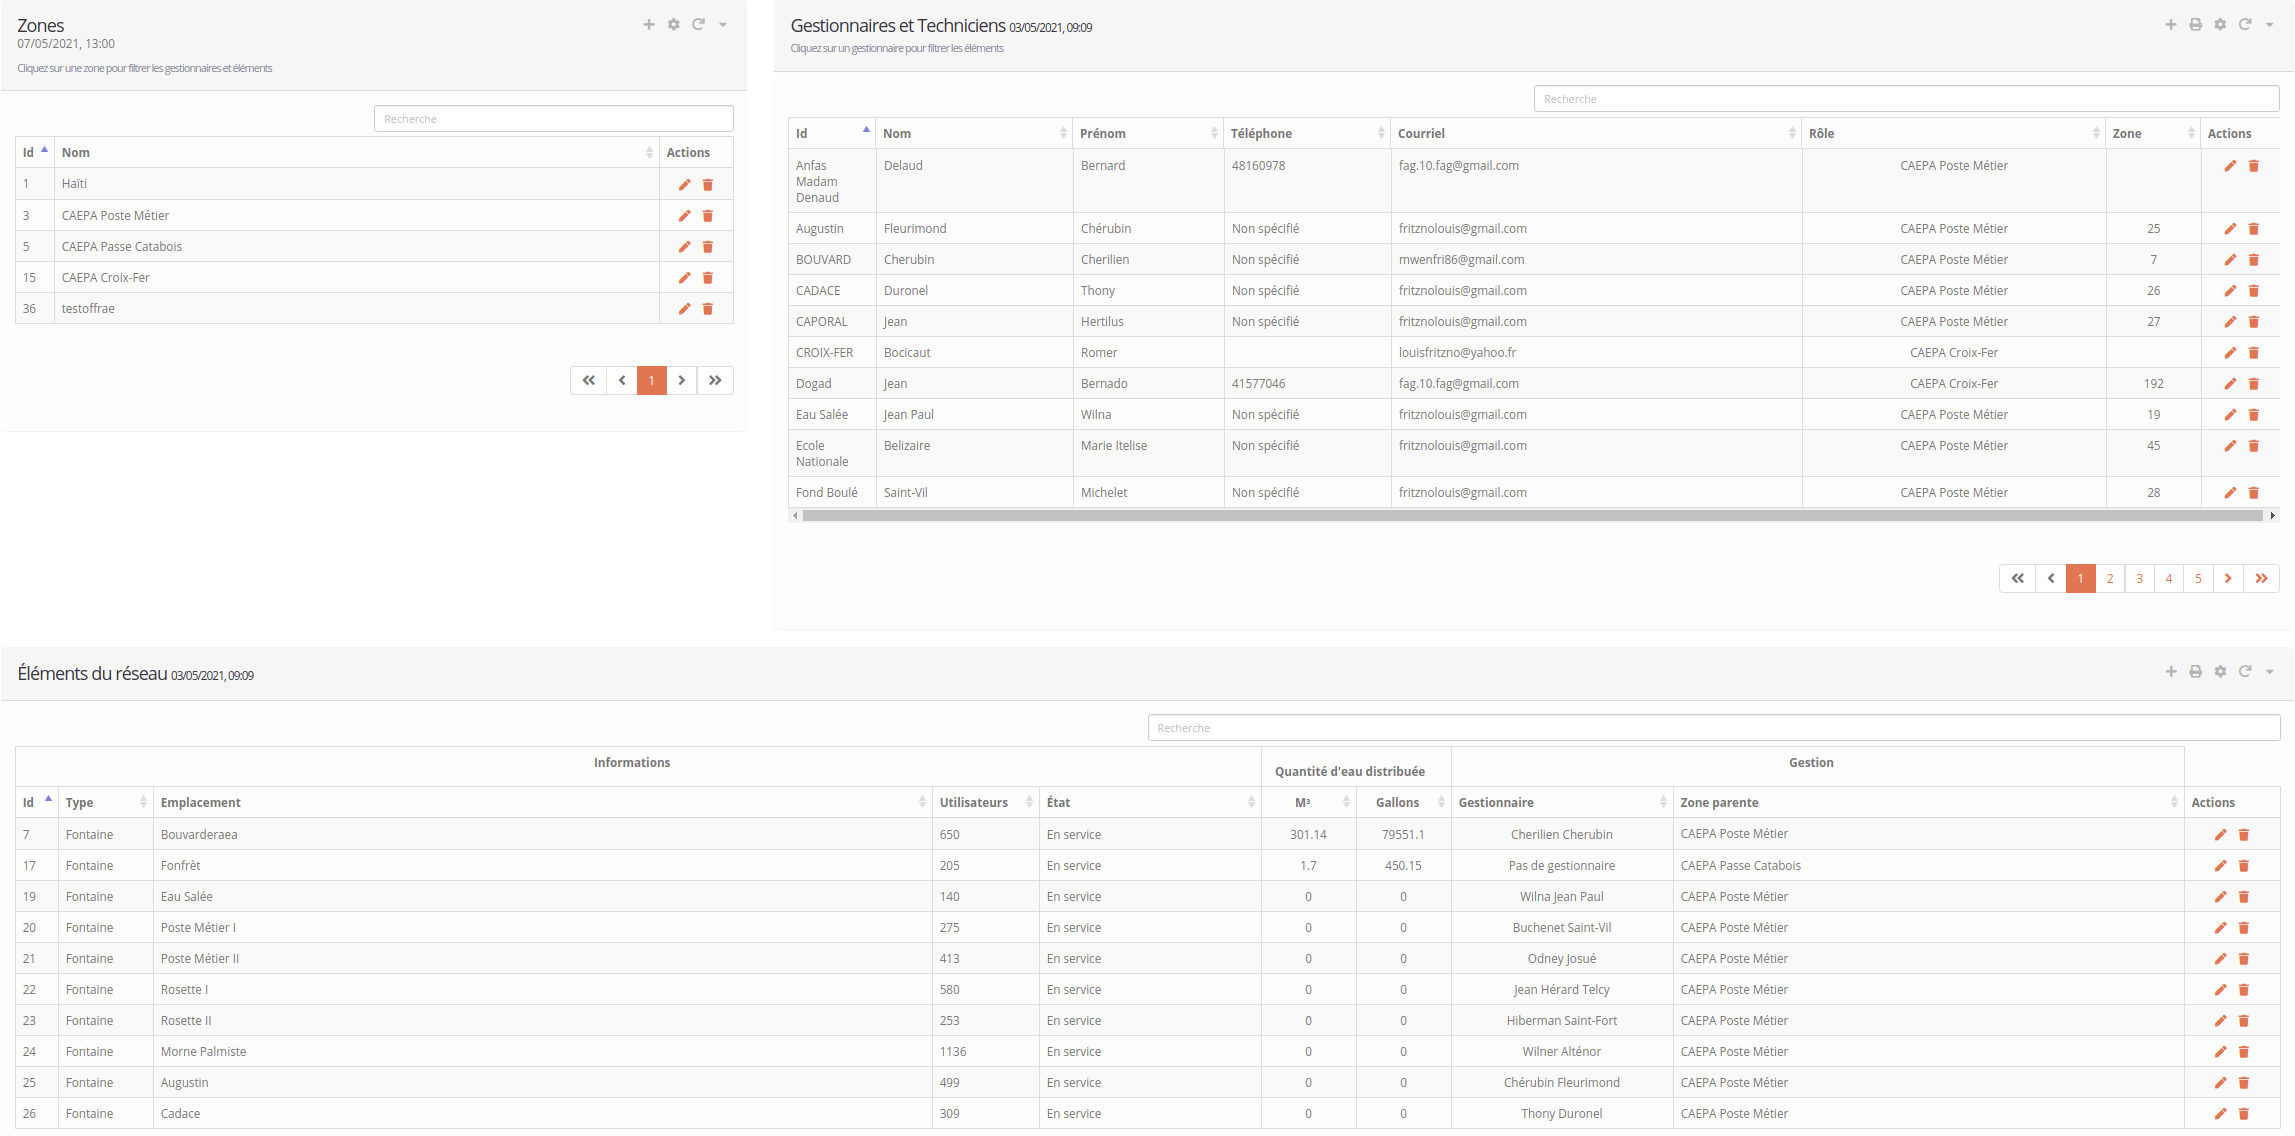 Zones
07/05/2021, 13:00
Cliquez sur une zone pour filtrer les gestionnaires et éléments
Recherche
Id Nom Actions
1 Haïti
3 CAEPA Poste Métier
5 CAEPA Passe Catabois
15 CAEPA Croix-Fer
36 testoffrae
1
Gestionnaires et Techniciens 03/05/2021, 09:09
Cliquez sur un gestionnaire pour filtrer les éléments
Recherche
Id Nom Prénom Téléphone Courriel Rôle Zone Actions
Anfas Delaud Bernard 48160978 fag.10.fag@gmail.com CAEPA Poste Métier
Madam
Denaud
Augustin Fleurimond Chérubin Non spécifié fritznolouis@gmail.com CAEPA Poste Métier 25
BOUVARD Cherubin Cherilien Non spécifié mwenfri86@gmail.com CAEPA Poste Métier 7
CADACE Duronel Thony Non spécifié fritznolouis@gmail.com CAEPA Poste Métier 26
CAPORAL Jean Hertilus Non spécifié fritznolouis@gmail.com CAEPA Poste Métier 27
CROIX-FER Bocicaut Romer louisfritzno@yahoo.fr CAEPA Croix-Fer
Dogad Jean Bernado 41577046 fag.10.fag@gmail.com CAEPA Croix-Fer 192
Eau Salée Jean Paul Wilna Non spécifié fritznolouis@gmail.com CAEPA Poste Métier 19
Ecole Belizaire Marie Itelise Non spécifié fritznolouis@gmail.com CAEPA Poste Métier 45
Nationale
Fond Boulé Saint-Vil Michelet Non spécifié fritznolouis@gmail.com CAEPA Poste Métier 28
1 2 3 4 5
Éléments du réseau 03/05/2021, 09:09
Recherche
Informations Quantité d'eau distribuée Gestion
Id Type Emplacement Utilisateurs État M³ Gallons Gestionnaire Zone parente Actions
7 Fontaine Bouvarderaea 650 En service 301.14 79551.1 Cherilien Cherubin CAEPA Poste Métier
17 Fontaine Fonfrèt 205 En service 1.7 450.15 Pas de gestionnaire CAEPA Passe Catabois
19 Fontaine Eau Salée 140 En service 0 0 Wilna Jean Paul CAEPA Poste Métier
20 Fontaine Poste Métier I 275 En service 0 0 Buchenet Saint-Vil CAEPA Poste Métier
21 Fontaine Poste Métier II 413 En service 0 0 Odney Josué CAEPA Poste Métier
22 Fontaine Rosette I 580 En service 0 0 Jean Hérard Telcy CAEPA Poste Métier
23 Fontaine Rosette II 253 En service 0 0 Hiberman Saint-Fort CAEPA Poste Métier
24 Fontaine Morne Palmiste 1136 En service 0 0 Wilner Alténor CAEPA Poste Métier
25 Fontaine Augustin 499 En service 0 0 Chérubin Fleurimond CAEPA Poste Métier
26 Fontaine Cadace 309 En service 0 0 Thony Duronel CAEPA Poste Métier